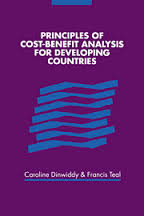 PRINCIPLES OF
COST-BENEFIT ANALYSIS
FOR DEVELOPING
COUNTRIES
Caroline Dinwiddy & Francis Teal